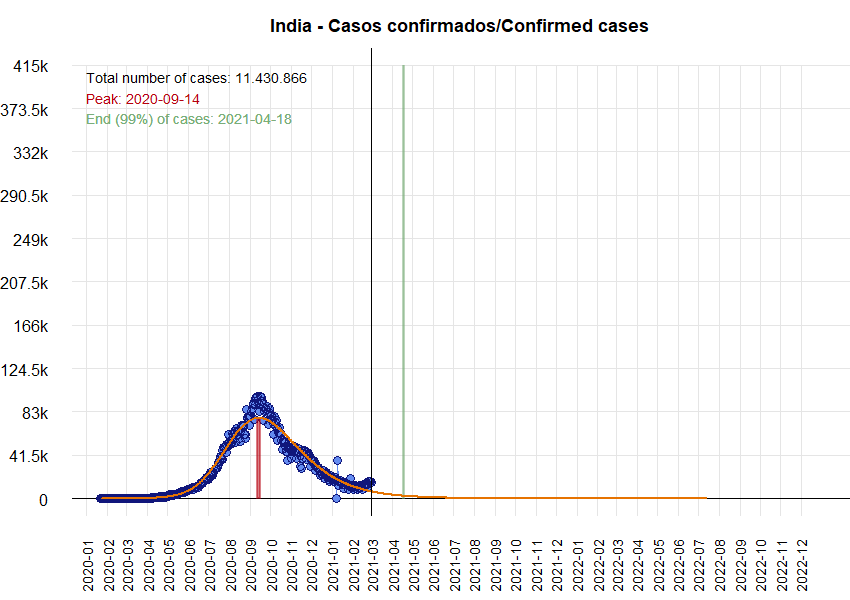 India - Casos confirmados/Confirmed cases
415k
373.5k
332k
290.5k
249k
207.5k
166k
124.5k
83k
41.5k
0
Total number of cases: 11.430.866
Peak: 2020-09-14
End (99%) of cases: 2021-04-18
2020-01
2020-02
2020-03
2020-04
2020-05
2020-06
2020-07
2020-08
2020-09
2020-10
2020-11
2020-12
2021-01
2021-02
2021-03
2021-04
2021-05
2021-06
2021-07
2021-08
2021-09
2021-10
2021-11
2021-12
2022-01
2022-02
2022-03
2022-04
2022-05
2022-06
2022-07
2022-08
2022-09
2022-10
2022-11
2022-12